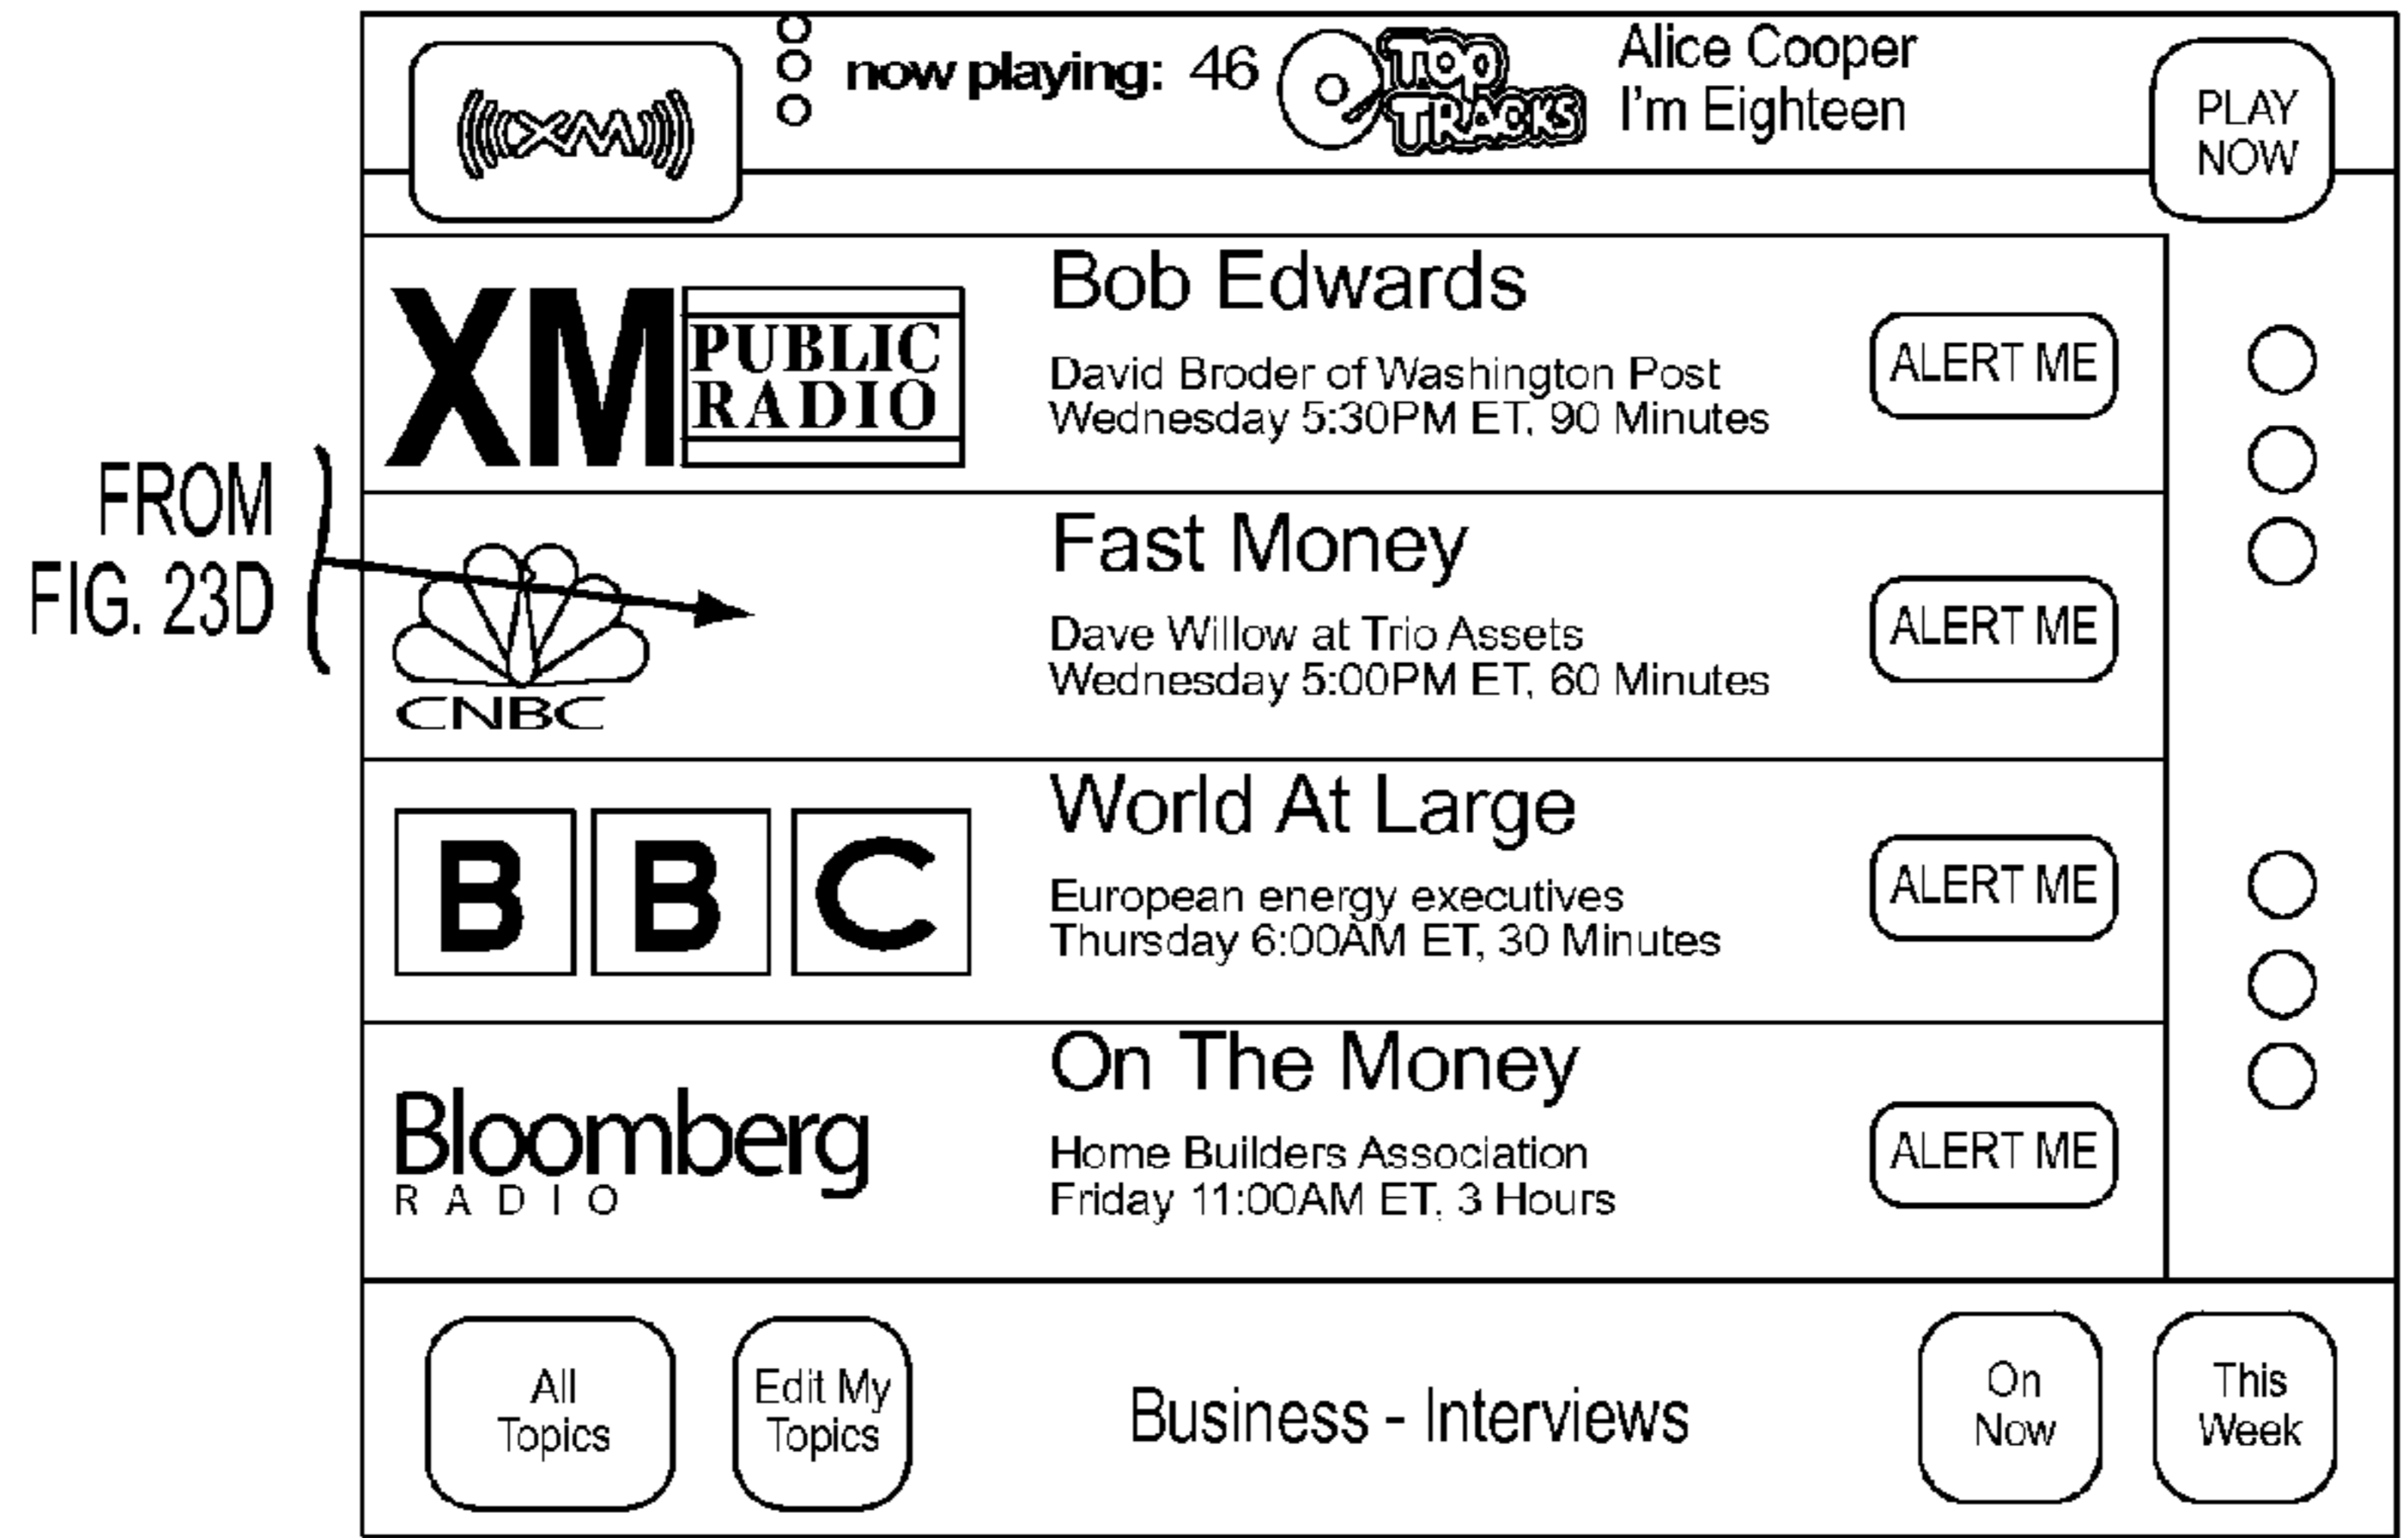 XM
now playing: 46
TOP
TRACKS
Alice Cooper
I'm Eighteen
PLAY
NOW
FROM
FIG. 23D
XM
PUBLIC
RADIO
Bob Edwards
David Broder of Washington Post
Wednesday 5:30PM ET, 90 Minutes
ALERT ME
CNBC
Fast Money
Dave Willow at Trio Assets
Wednesday 5:00PM ET, 60 Minutes
ALERT ME
BBC
World At Large
European energy executives
Thursday 6:00AM ET, 30 Minutes
ALERT ME
Bloomberg
RADIO
On The Money
Home Builders Association
Friday 11:00AM ET, 3 Hours
ALERT ME
All
Topics
Edit My
Topics
Business - Interviews
On
Now
This
Week